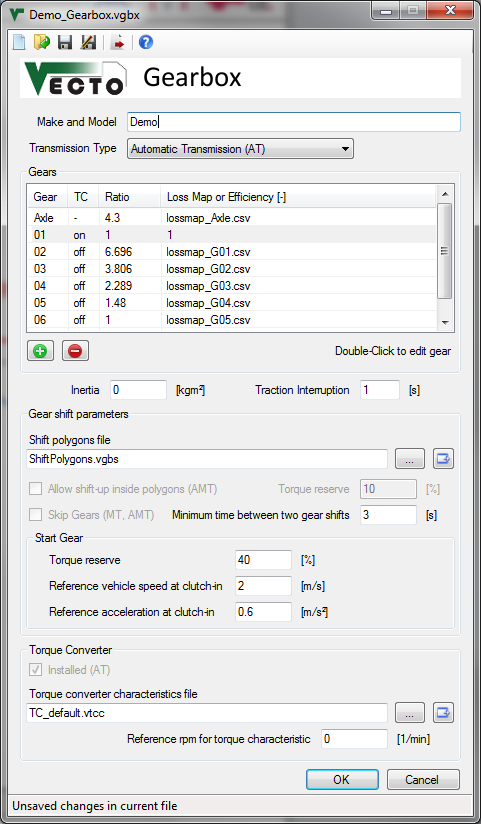 Demo_Gearbox.vgbx
VECTO Gearbox
Make and Model Demo
Transmission Type Automatic Transmission (AT)
Gears
Gear TC Ratio Loss Map or Efficiency [-]
Axle - 4.3 lossmap_Axle.csv
01 on 1 1
02 off 6.696 lossmap_G01.csv
03 off 3.806 lossmap_G02.csv
04 off 2.289 lossmap_G03.csv
05 off 1.48 lossmap_G04.csv
06 off 1 lossmap_G05.csv
Double-Click to edit gear
Inertia 0 [kgm²] Traction Interruption 1 [s]
Gear shift parameters
Shift polygons file
ShiftPolygons.vgbs ...
Allow shift-up inside polygons (AMT) Torque reserve 10 [%]
Skip Gears (MT, AMT) Minimum time between two gear shifts 3 [s]
Start Gear
Torque reserve 40 [%]
Reference vehicle speed at clutch-in 2 [m/s]
Reference acceleration at clutch-in 0.6 [m/s²]
Torque Converter
Installed (AT)
Torque converter characteristics file
TC_default.vtcc ...
Reference rpm for torque characteristic 0 [1/min]
OK Cancel
Unsaved changes in current file